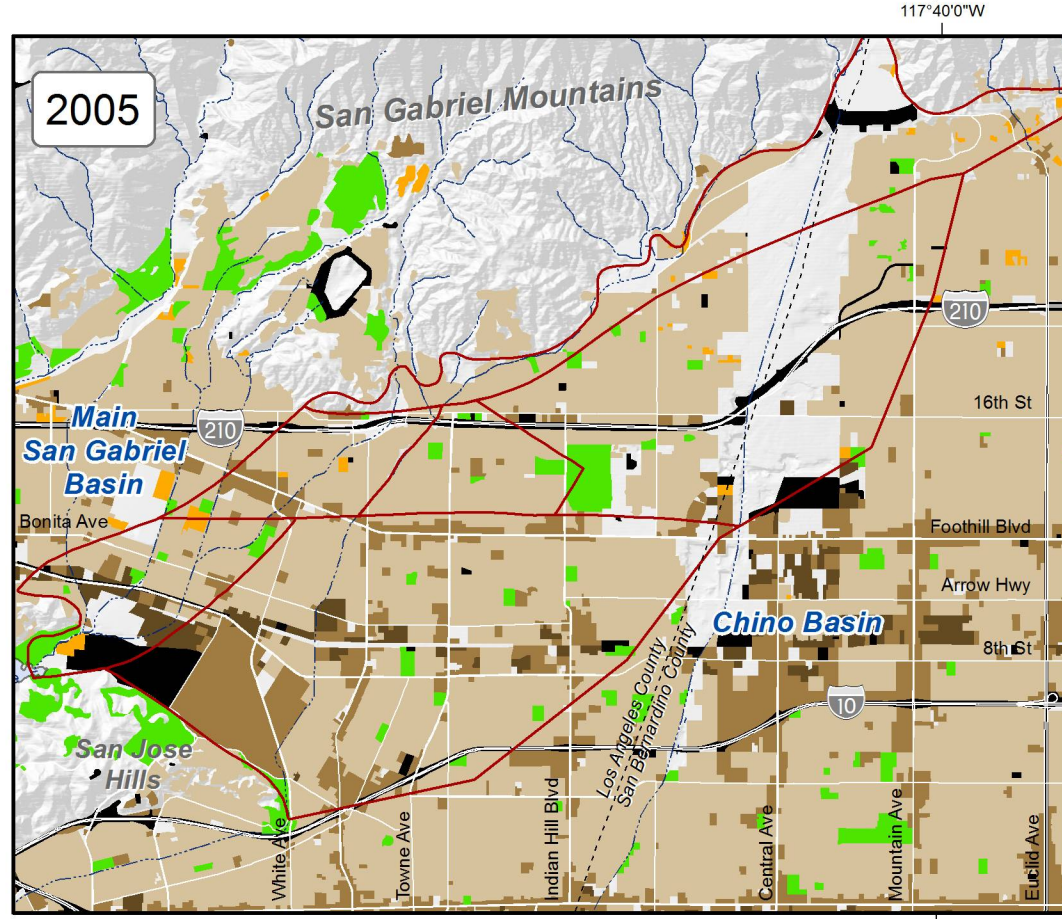 117°40'0"W
2005
San Gabriel Mountains
210
16th St
Main
San Gabriel
Basin
210
Bonita Ave
Foothill Blvd
Arrow Hwy
Chino Basin
8th St
Los Angeles County
San Bernardino County
10
San Jose
Hills
White Ave
Towne Ave
Indian Hill Blvd
Central Ave
Mountain Ave
Euclid Ave